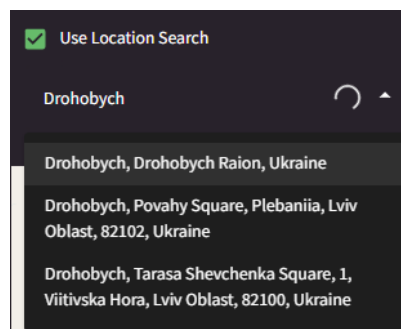 Use Location Search
Drohobych
Drohobych, Drohobych Raion, Ukraine
Drohobych, Povahy Square, Plebaniia, Lviv
Oblast, 82102, Ukraine
Drohobych, Tarasa Shevchenka Square, 1,
Viitivska Hora, Lviv Oblast, 82100, Ukraine